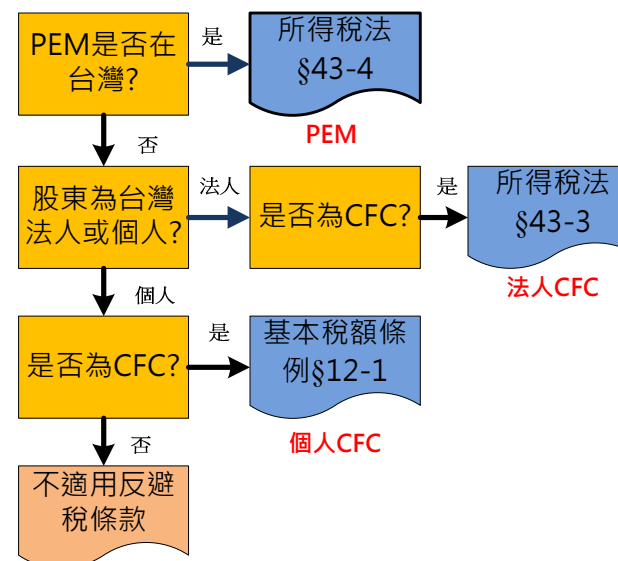 PEM是否在
台灣?
是
所得稅法
§43-4
PEM
否
股東為台灣
法人或個人?
法人
是否為CFC?
是
所得稅法
§43-3
法人CFC
個人
是否為CFC?
是
基本稅額條
例§12-1
個人CFC
否
不適用反避
稅條款